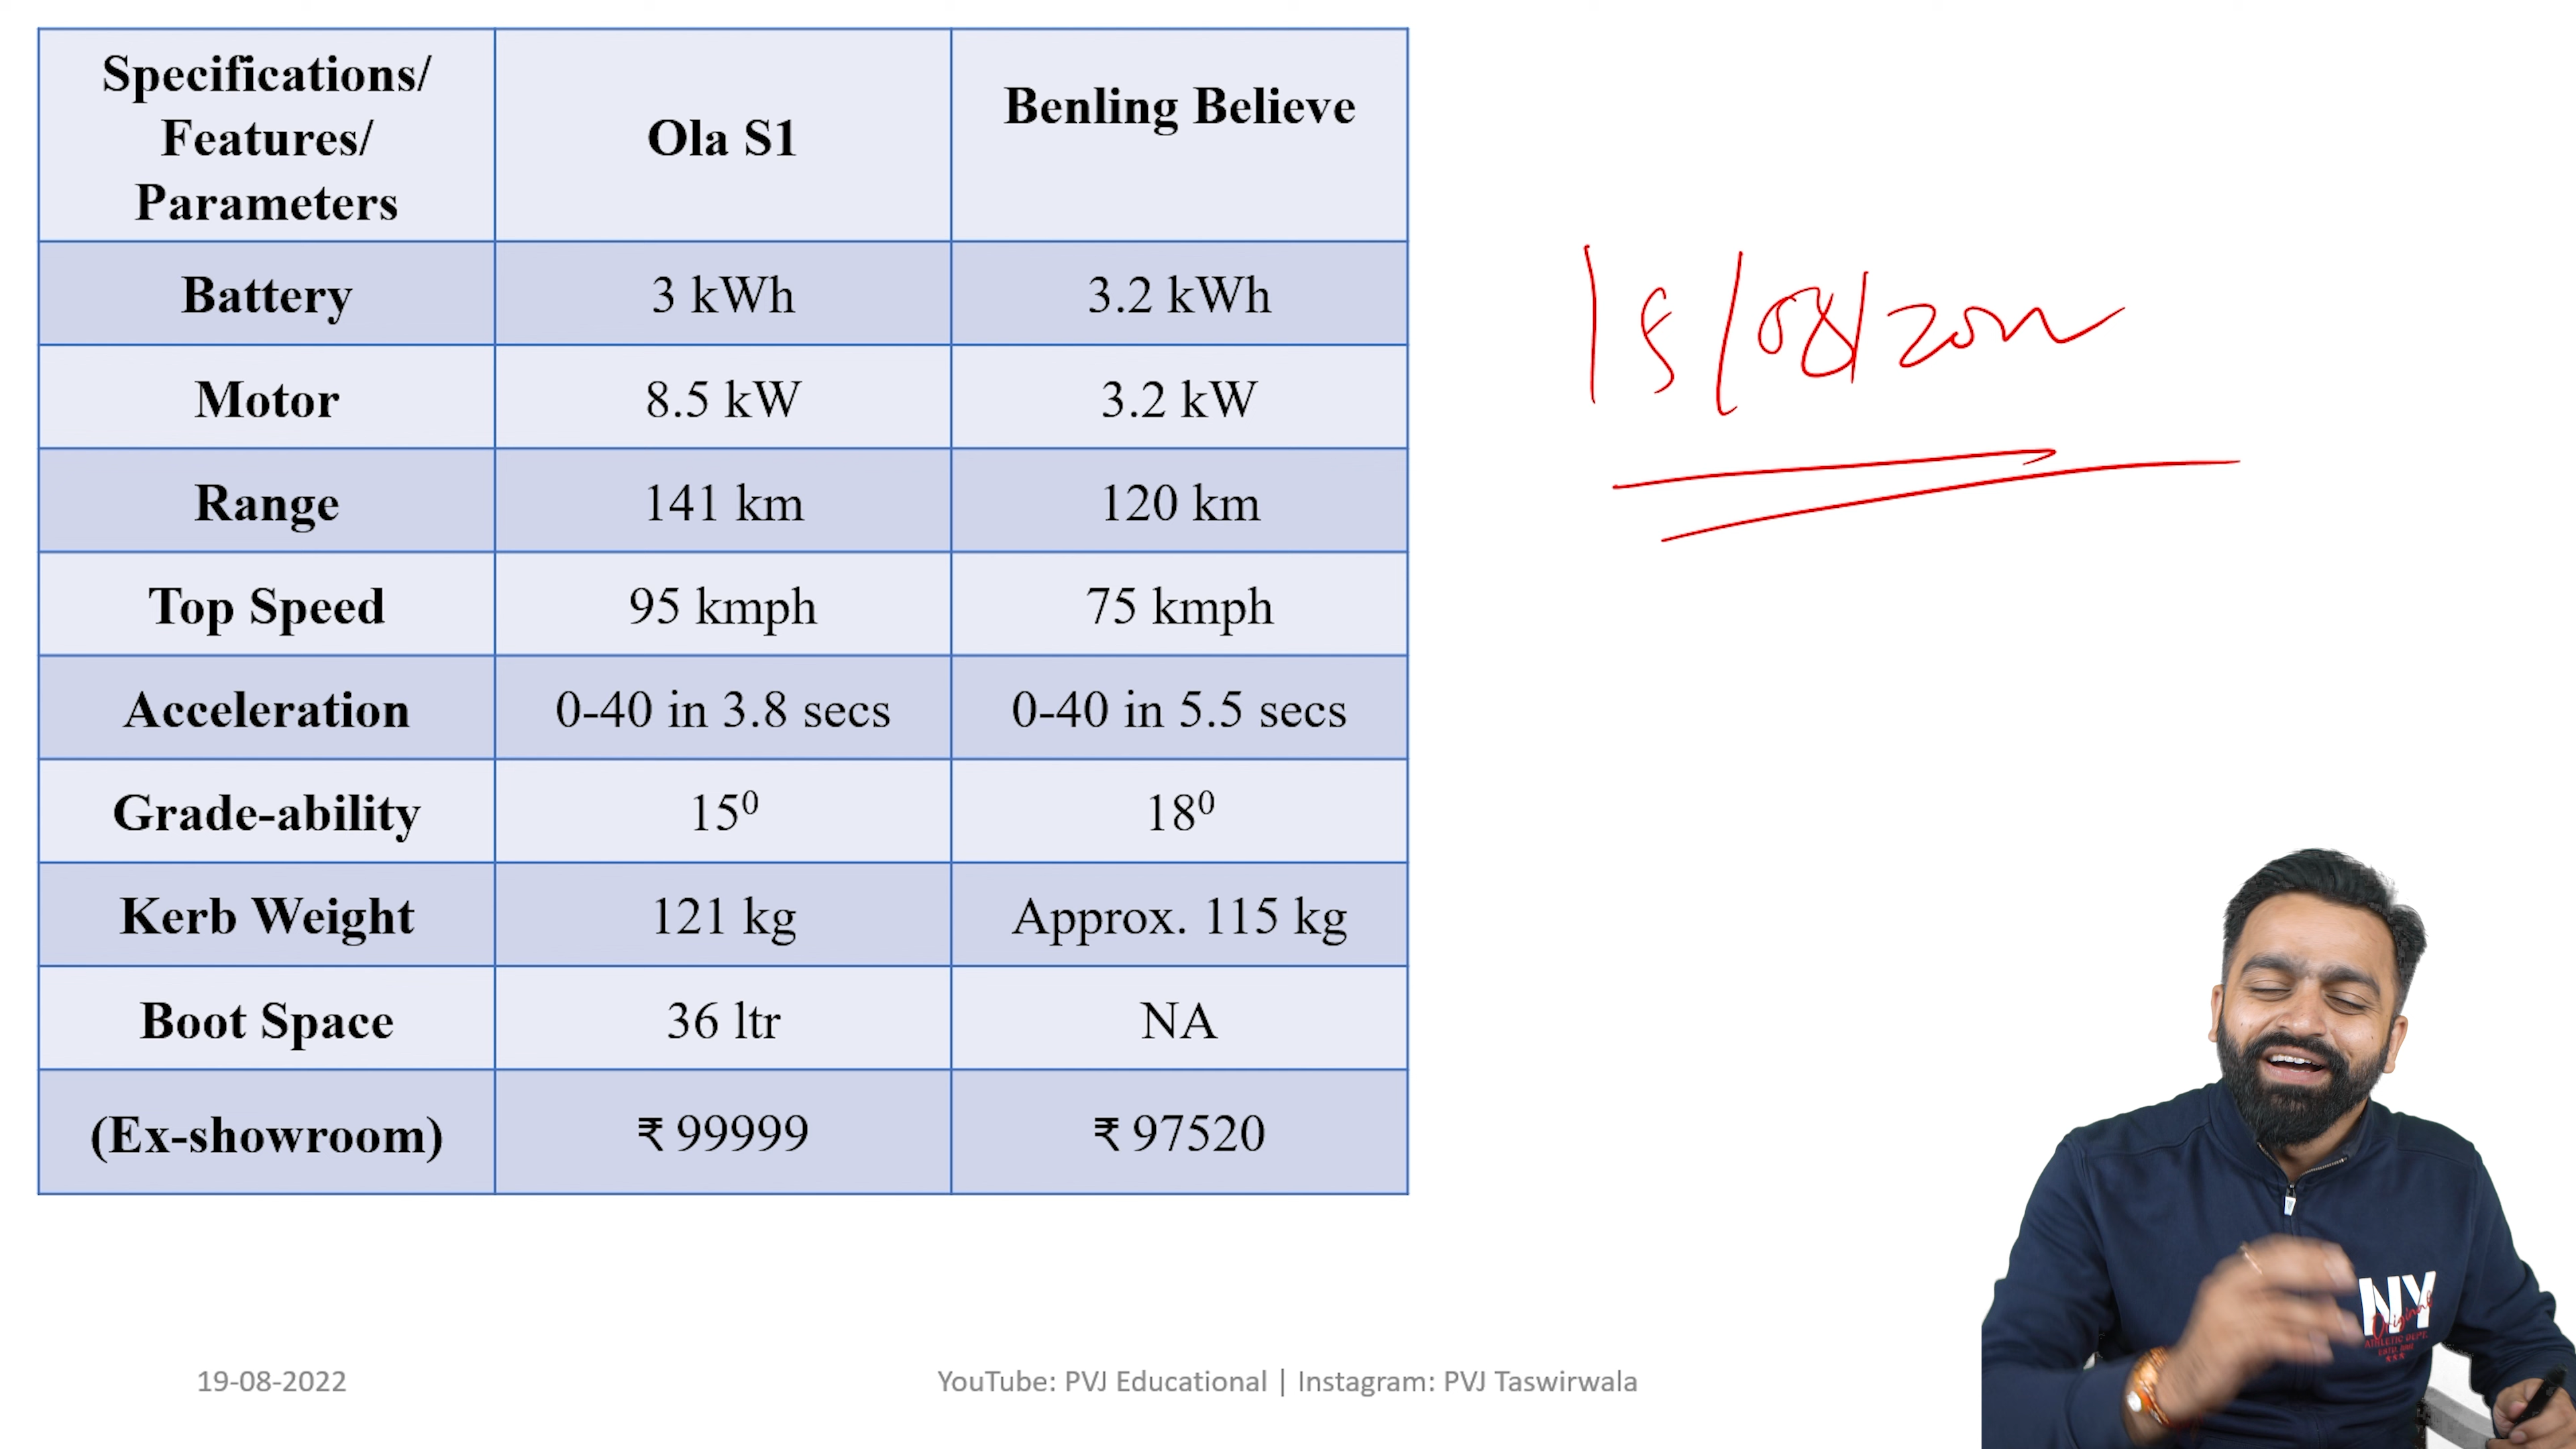 Specifications/
Features/
Parameters
Ola S1
Benling Believe
Battery
3 kWh
3.2 kWh
Motor
8.5 kW
3.2 kW
Range
141 km
120 km
Top Speed
95 kmph
75 kmph
Acceleration
0-40 in 3.8 secs
0-40 in 5.5 secs
Grade-ability
15⁰
18⁰
Kerb Weight
121 kg
Approx. 115 kg
Boot Space
36 ltr
NA
(Ex-showroom)
₹ 99999
₹ 97520
19-08-2022
YouTube: PVJ Educational | Instagram: PVJ Taswirwala
NY
Original